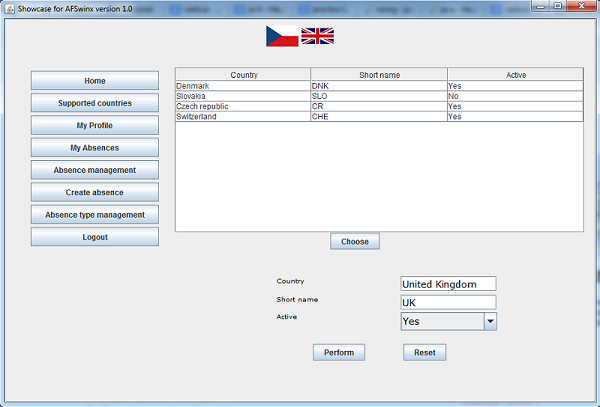 Showcase for AFSwinx version 1.0
Home
Supported countries
My Profile
My Absences
Absence management
Create absence
Absence type management
Logout
Country Short name Active
Denmark DNK Yes
Slovakia SLO No
Czech republic CR Yes
Switzerland CHE Yes
Choose
Country United Kingdom
Short name UK
Active Yes
Perform Reset